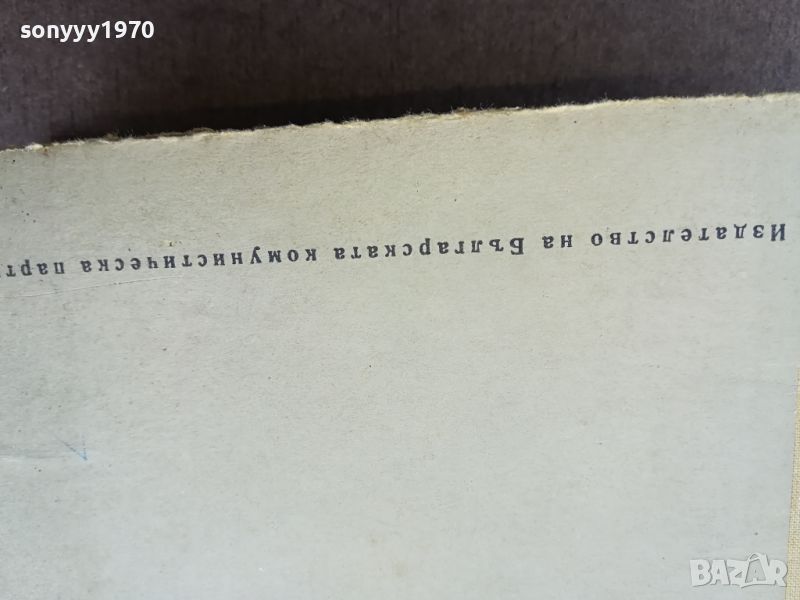 sonyyy1970
Издателство на Българската комунистическа
BAZAR